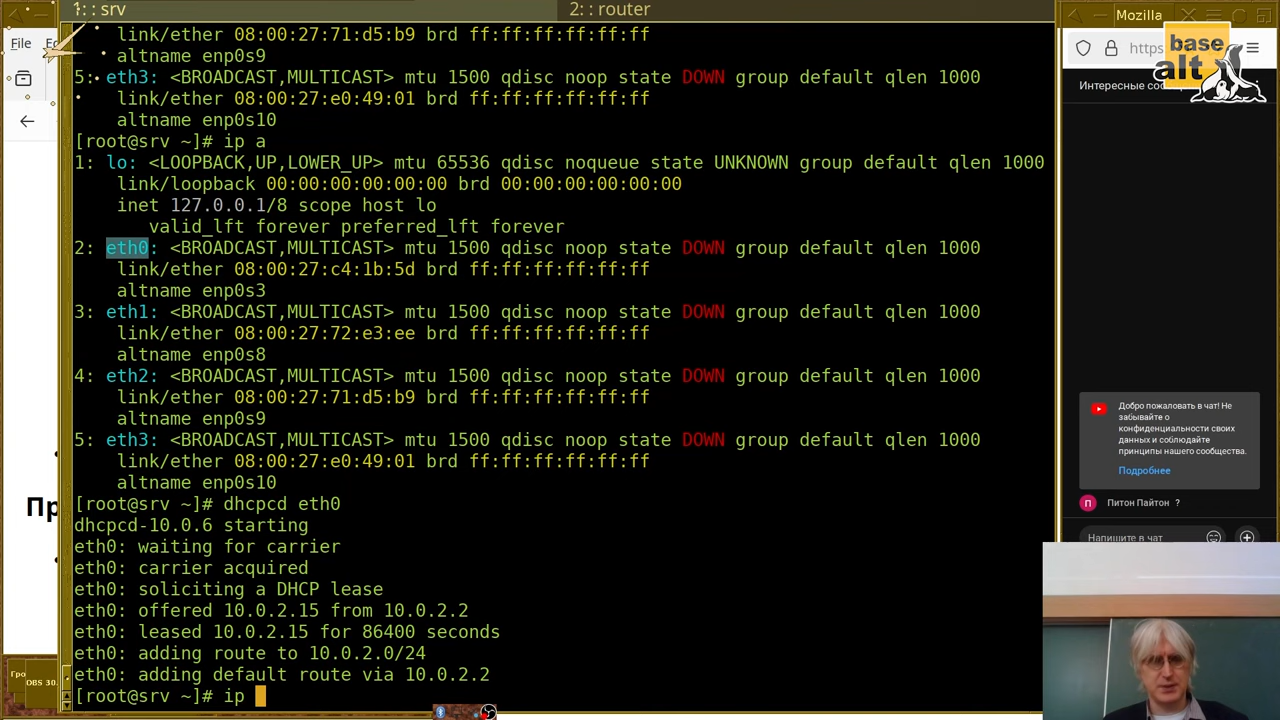 1: : srv
2: : router
Mozilla
File
https
base
alt
Интересные сооб
link/ether 08:00:27:71:d5:b9 brd ff:ff:ff:ff:ff:ff
altname enp0s9
5: eth3: <BROADCAST,MULTICAST> mtu 1500 qdisc noop state DOWN group default qlen 1000
link/ether 08:00:27:e0:49:01 brd ff:ff:ff:ff:ff:ff
altname enp0s10
[root@srv ~]# ip a
1: lo: <LOOPBACK,UP,LOWER_UP> mtu 65536 qdisc noqueue state UNKNOWN group default qlen 1000
link/loopback 00:00:00:00:00:00 brd 00:00:00:00:00:00
inet 127.0.0.1/8 scope host lo
valid_lft forever preferred_lft forever
2: eth0: <BROADCAST,MULTICAST> mtu 1500 qdisc noop state DOWN group default qlen 1000
link/ether 08:00:27:c4:1b:5d brd ff:ff:ff:ff:ff:ff
altname enp0s3
3: eth1: <BROADCAST,MULTICAST> mtu 1500 qdisc noop state DOWN group default qlen 1000
link/ether 08:00:27:72:e3:ee brd ff:ff:ff:ff:ff:ff
altname enp0s8
4: eth2: <BROADCAST,MULTICAST> mtu 1500 qdisc noop state DOWN group default qlen 1000
link/ether 08:00:27:71:d5:b9 brd ff:ff:ff:ff:ff:ff
altname enp0s9
5: eth3: <BROADCAST,MULTICAST> mtu 1500 qdisc noop state DOWN group default qlen 1000
link/ether 08:00:27:e0:49:01 brd ff:ff:ff:ff:ff:ff
altname enp0s10
[root@srv ~]# dhcpcd eth0
dhcpcd-10.0.6 starting
eth0: waiting for carrier
eth0: carrier acquired
eth0: soliciting a DHCP lease
eth0: offered 10.0.2.15 from 10.0.2.2
eth0: leased 10.0.2.15 for 86400 seconds
eth0: adding route to 10.0.2.0/24
eth0: adding default route via 10.0.2.2
[root@srv ~]# ip
Пр
Гро
OBS 30.
Добро пожаловать в чат! Не
забывайте о
конфиденциальности своих
данных и соблюдайте
принципы нашего сообщества.
Подробнее
П
Питон Пайтон ?
Напишите в чат